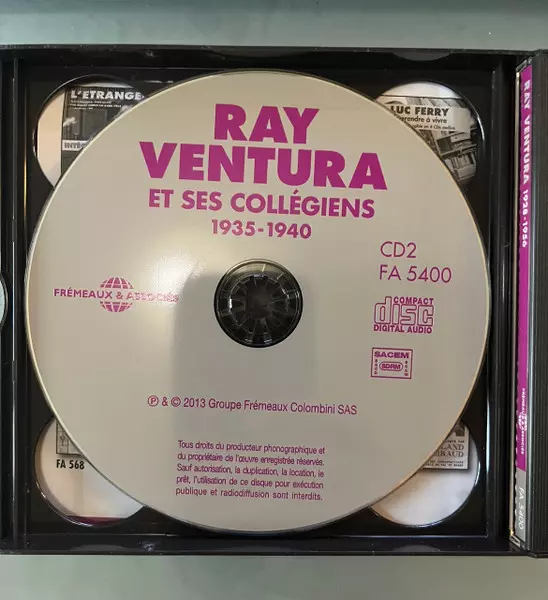 RAY
VENTURA
ET SES COLLÉGIENS
1935-1940
CD2
FA 5400
FRÉMEAUX & ASSOCIÉS
COMPACT
disc
DIGITAL AUDIO
SACEM
SDRM
℗ & © 2013 Groupe Frémeaux Colombini SAS
Tous droits du producteur phonographique et
du propriétaire de l'œuvre enregistrée réservés.
Sauf autorisation, la duplication, la location, le
prêt, l'utilisation de ce disque pour exécution
publique et radiodiffusion sont interdits.
L'ETRANGE
LUC FERRY
FA 568
RAY VENTURA 1928-1956
FA 5400